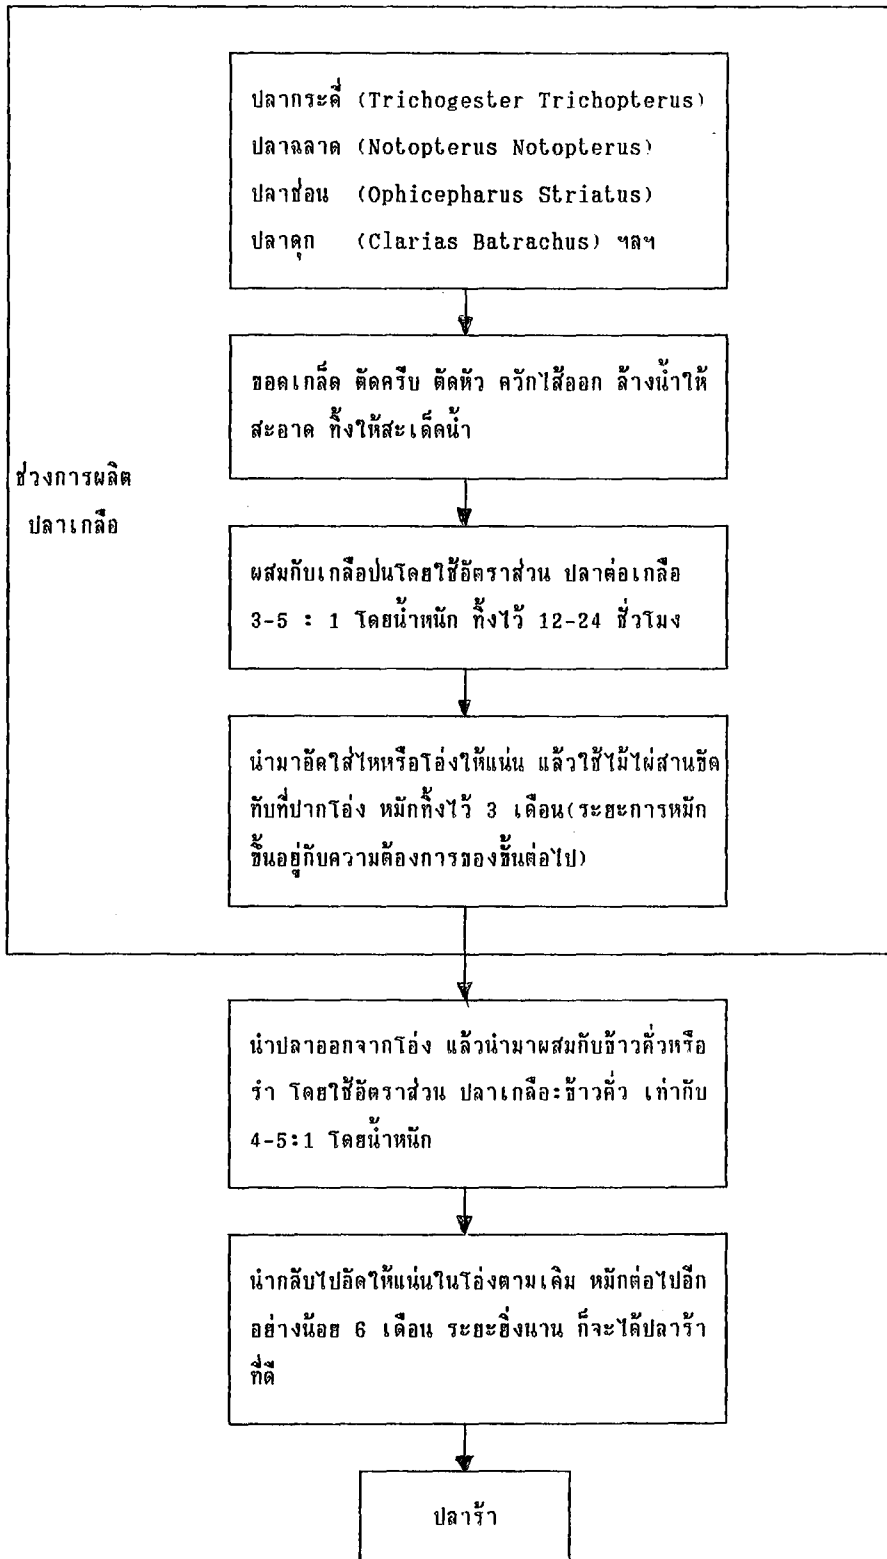 ปลากระดี่ (Trichogester Trichopterus)
ปลาฉลาด (Notopterus Notopterus)
ปลาช่อน (Ophicepharus Striatus)
ปลาดุก (Clarias Batrachus) ฯลฯ
ขอดเกล็ด ตัดครีบ ตัดหัว ควักไส้ออก ล้างน้ำให้
สะอาด ทิ้งให้สะเด็ดน้ำ
ช่วงการผลิต
ปลาเกลือ
ผสมกับเกลือป่นโดยใช้อัตราส่วน ปลาต่อเกลือ
3-5 : 1 โดยน้ำหนัก ทิ้งไว้ 12-24 ชั่วโมง
นำมาอัดใส่ไหหรือโอ่งให้แน่น แล้วใช้ไม้ไผ่สานขัด
ทับที่ปากโอ่ง หมักทิ้งไว้ 3 เดือน(ระยะการหมัก
ขึ้นอยู่กับความต้องการของขั้นต่อไป)
นำปลาออกจากโอ่ง แล้วนำมาผสมกับข้าวคั่วหรือ
รำ โดยใช้อัตราส่วน ปลาเกลือ:ข้าวคั่ว เท่ากับ
4-5:1 โดยน้ำหนัก
นำกลับไปอัดให้แน่นในโอ่งตามเดิม หมักต่อไปอีก
อย่างน้อย 6 เดือน ระยะยิ่งนาน ก็จะได้ปลาร้า
ที่ดี
ปลาร้า